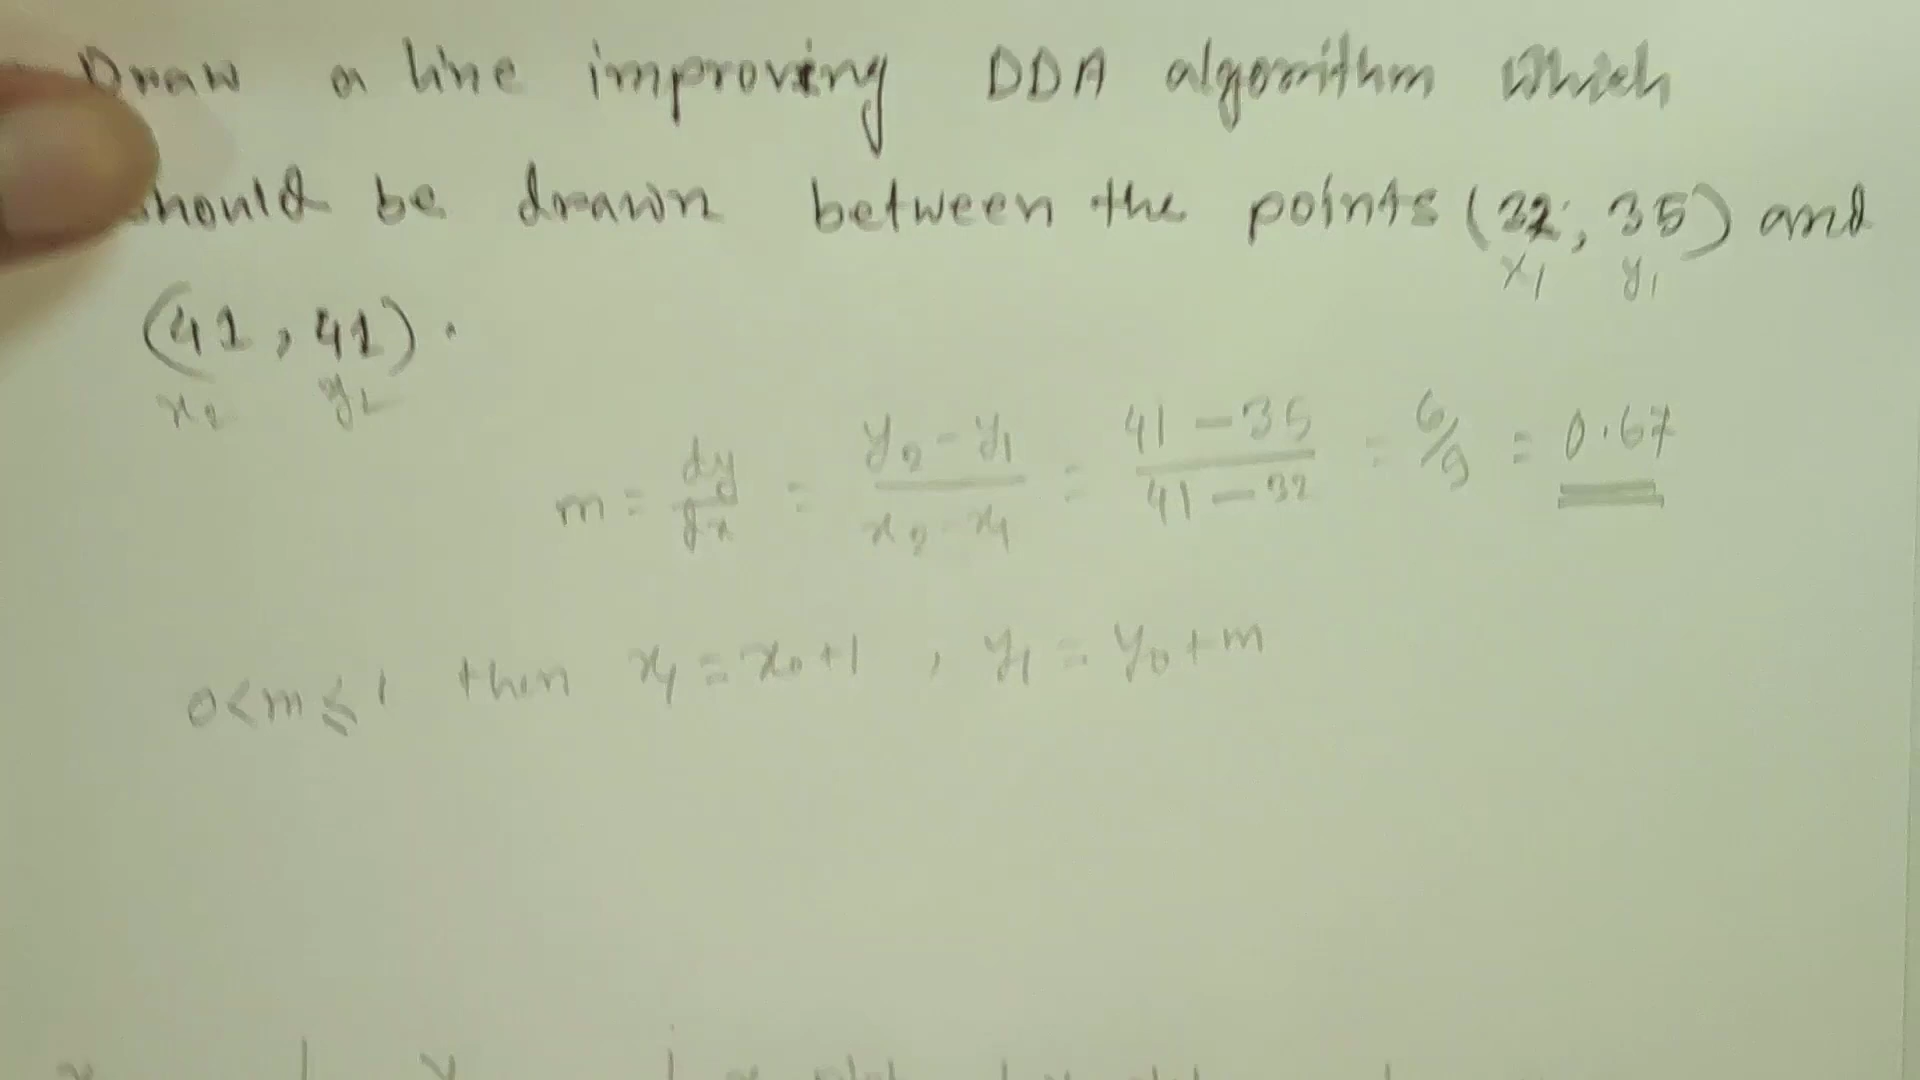 Draw a line improving DDA algorithm which
should be drawn between the points (32, 35) and
x1 y1
(41, 41).
x2 y2
m = dy/dx = y2-y1/x2-x1 = 41-35/41-32 = 6/9 = 0.67
0<m≤1 then x1 = x0+1, y1 = y0+m